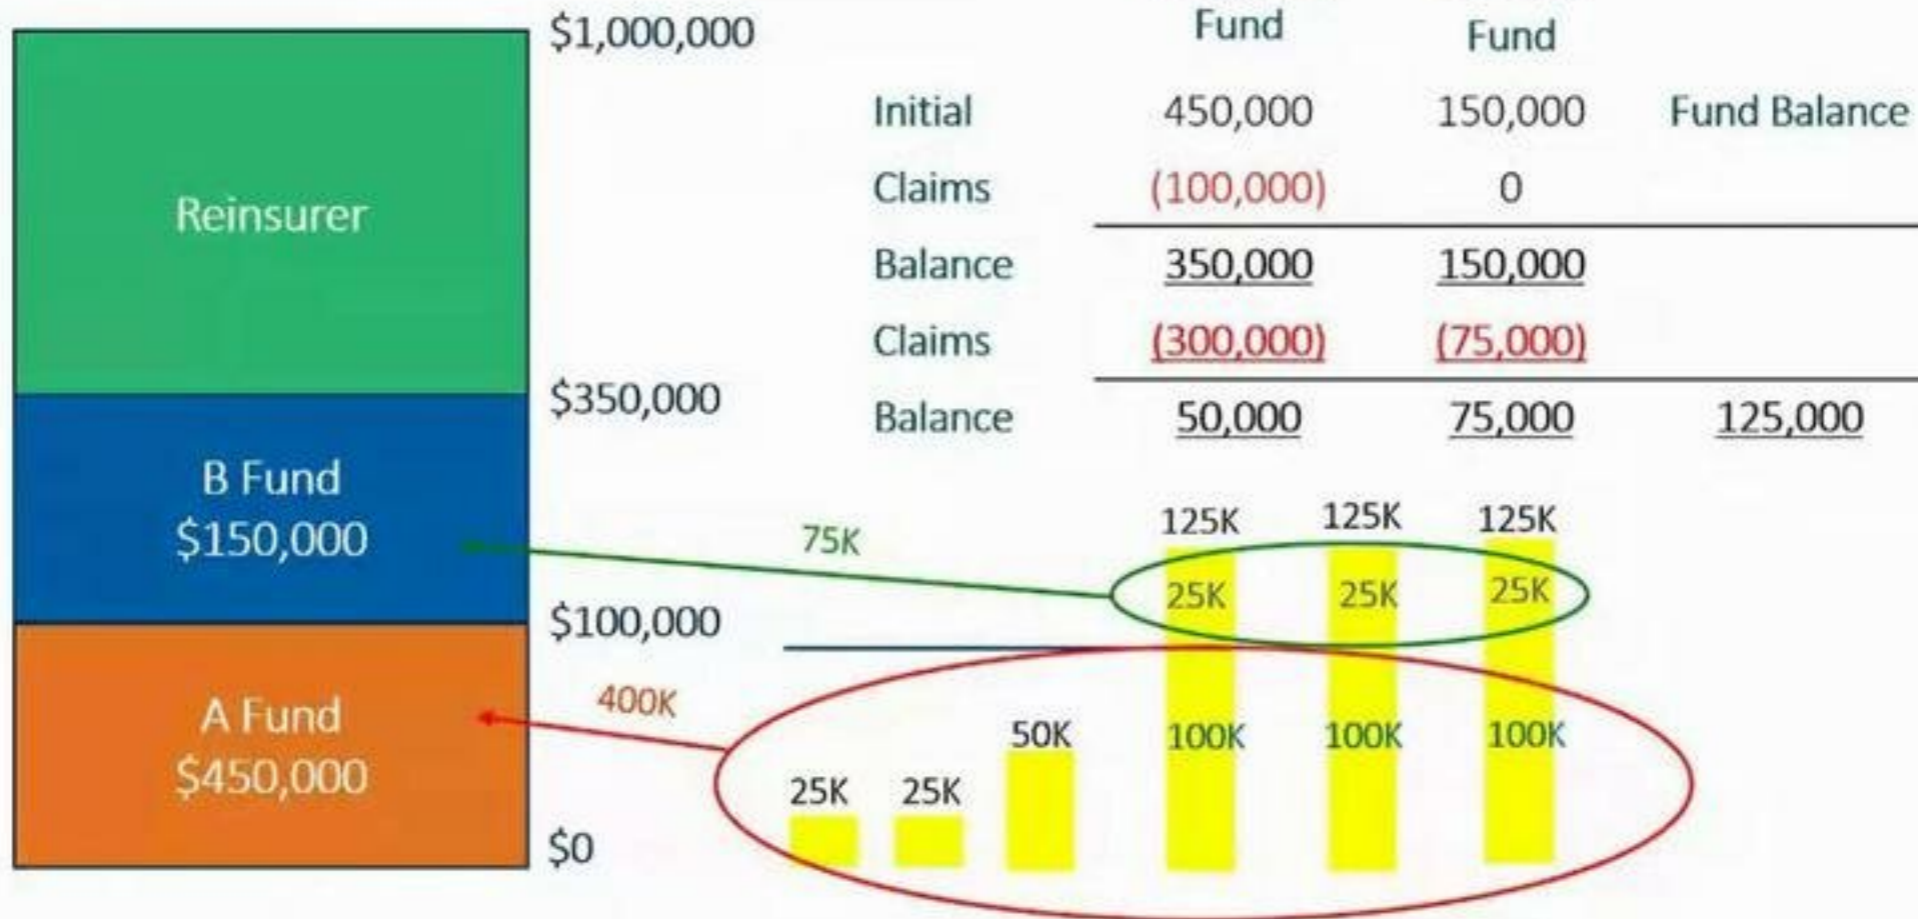 $1,000,000
Reinsurer
$350,000
B Fund
$150,000
$100,000
A Fund
$450,000
$0
Fund Fund
Initial 450,000 150,000 Fund Balance
Claims (100,000) 0
Balance 350,000 150,000
Claims (300,000) (75,000)
Balance 50,000 75,000 125,000
75K
125K 125K 125K
25K 25K 25K
400K
25K 25K 50K 100K 100K 100K